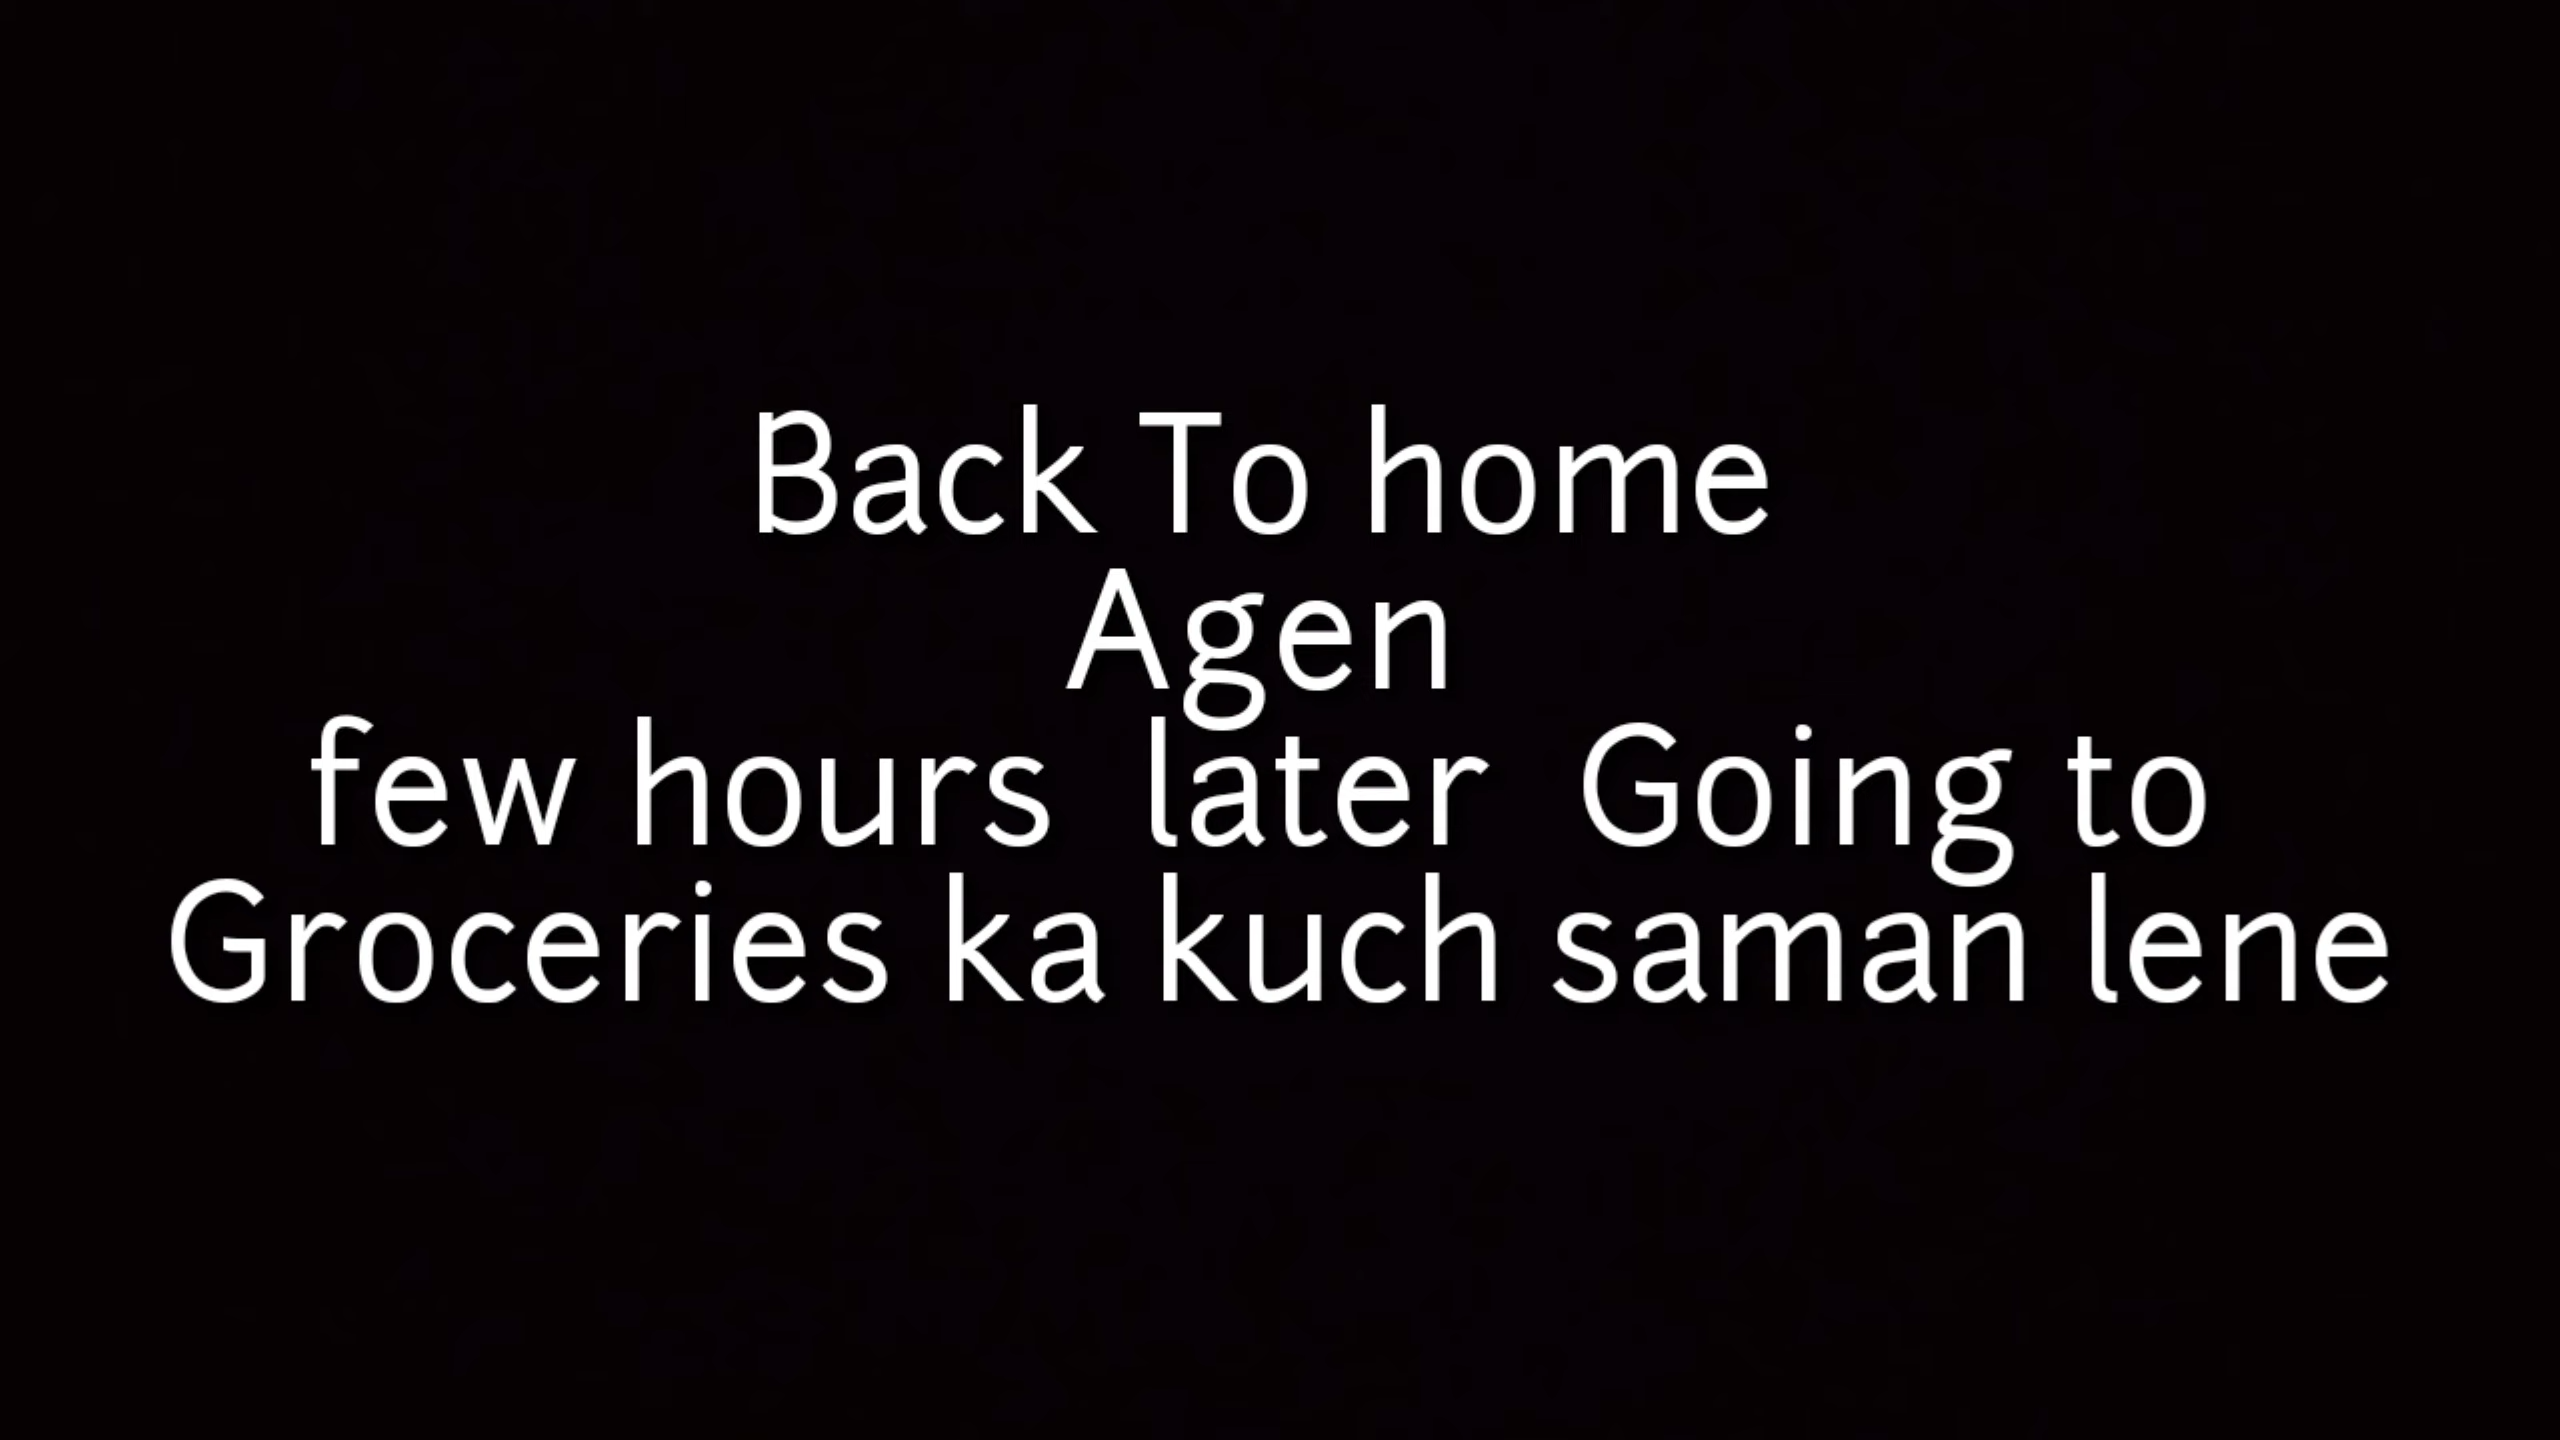 Back To home
Agen
few hours  later  Going to
Groceries ka kuch saman lene